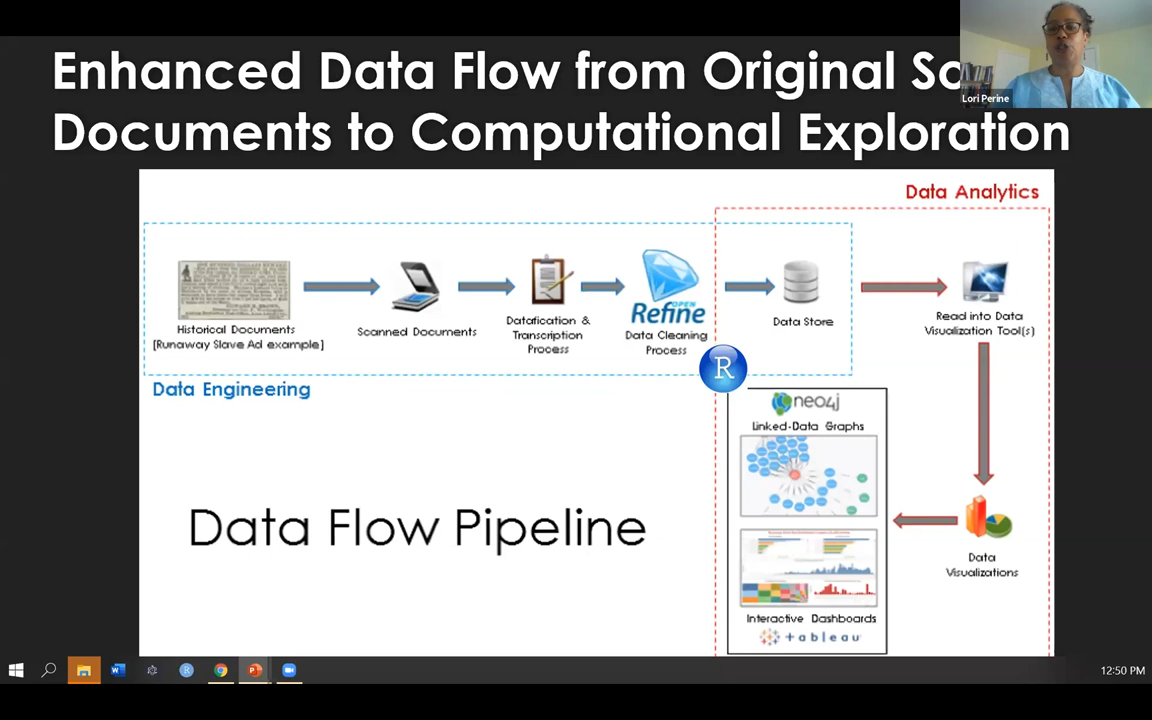 Enhanced Data Flow from Original
Documents to Computational Exploration
Lori Perine
Data Analytics
Historical Documents
[Runaway Slave Ad example]
Scanned Documents
Datafication &
Transcription
Process
OPEN
Refine
Data Cleaning
Process
Data Store
Read into Data
Visualization Tool(s)
R
Data Engineering
neo4j
Linked-Data Graphs
Data Flow Pipeline
Data
Visualizations
Interactive Dashboards
+ableau
12:50 PM